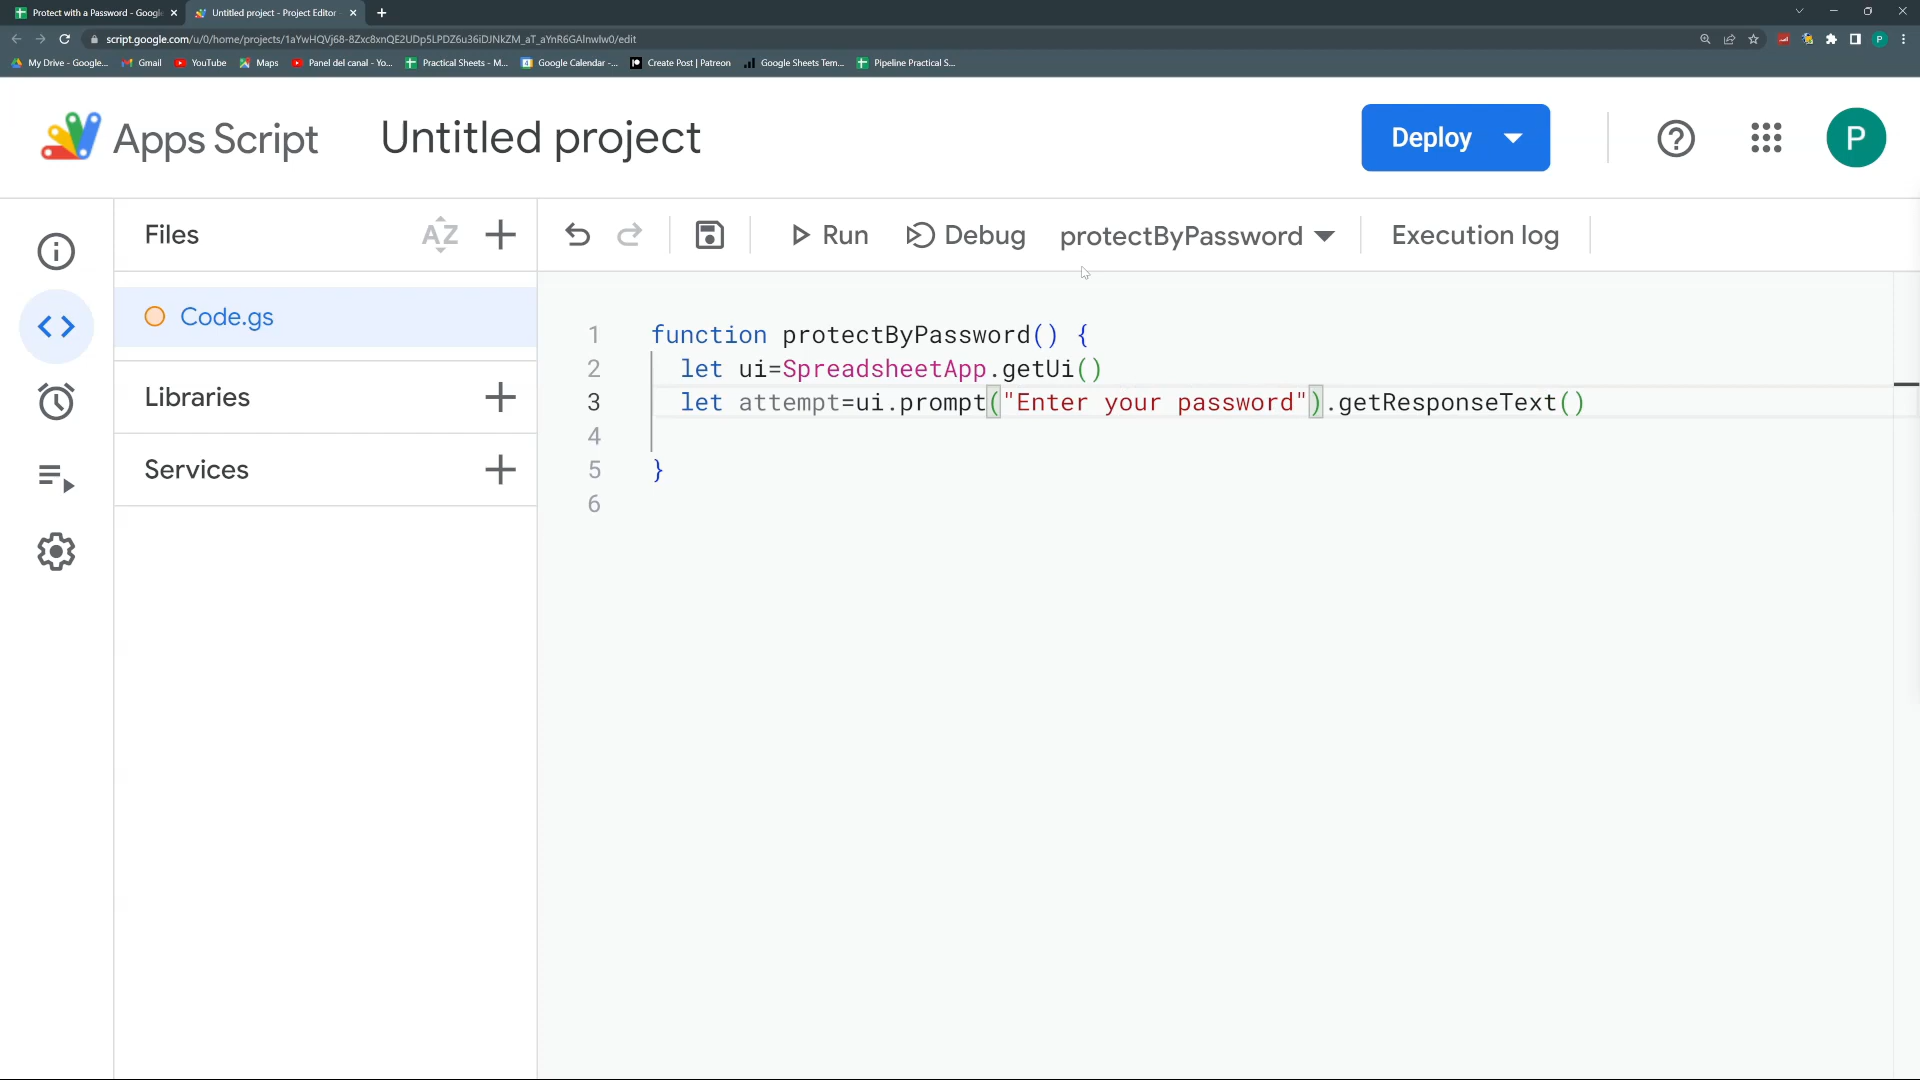 Protect with a Password - Googl
Untitled project - Project Editor
script.google.com/u/0/home/projects/1aYwHQVj68-8Zxc8xnQE2UDp5LPDZ6u36iDJNkZM_aT_aYnR6GAlnwlw0/edit
P
My Drive - Google...
Gmail
YouTube
Maps
Panel del canal - Yo...
Practical Sheets - M...
Google Calendar -...
Create Post | Patreon
Google Sheets Tem...
Pipeline Practical S...
Apps Script
Untitled project
Deploy
P
Files
AZ
Run
Debug
protectByPassword
Execution log
Code.gs
Libraries
Services
1 function protectByPassword() {
2 let ui=SpreadsheetApp.getUi()
3 let attempt=ui.prompt("Enter your password").getResponseText()
4
5 }
6